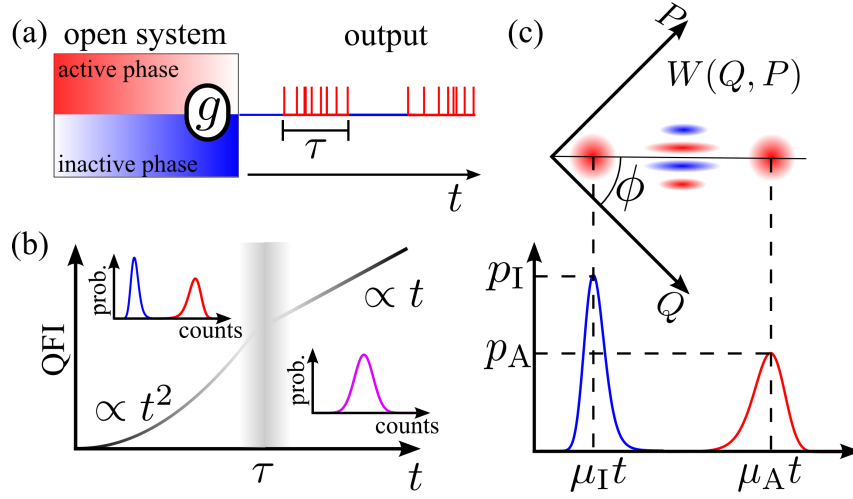 (a)
open system
output
active phase
g
inactive phase
τ
t
(b)
QFI
prob.
counts
∝ t
∝ t²
prob.
counts
τ
t
(c)
P
W(Q, P)
ϕ
Q
p_I
p_A
μ_I t
μ_A t